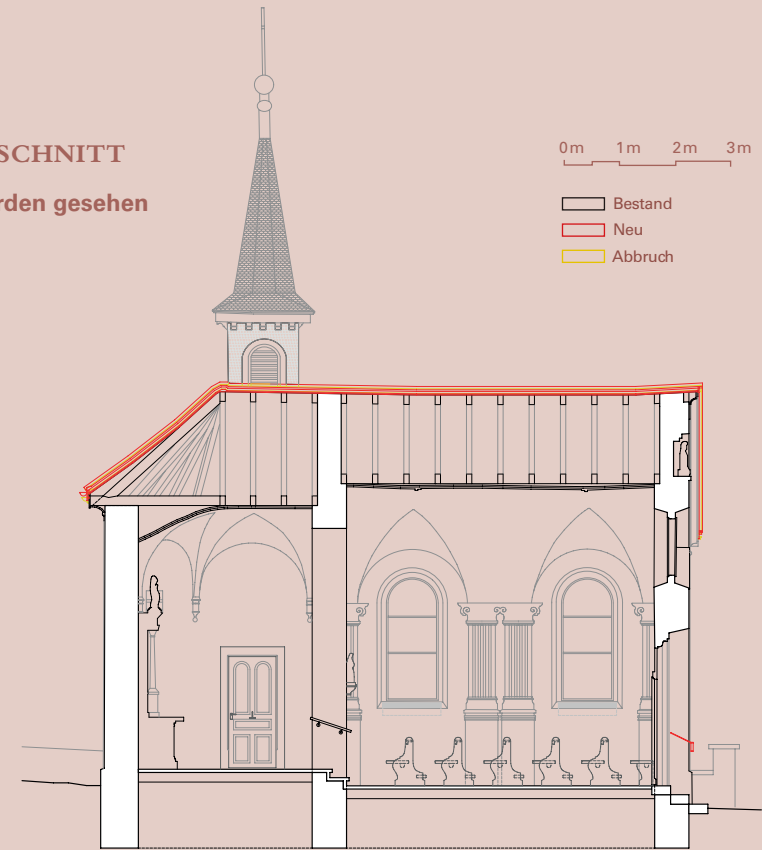 SCHNITT
rden gesehen
0m 1m 2m 3m
Bestand
Neu
Abbruch